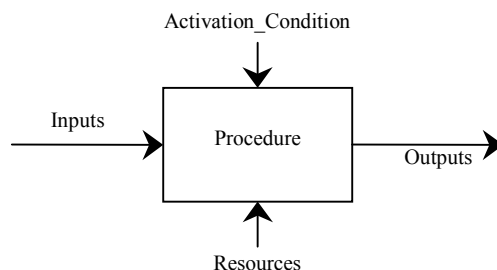 Activation_Condition
Inputs
Procedure
Outputs
Resources